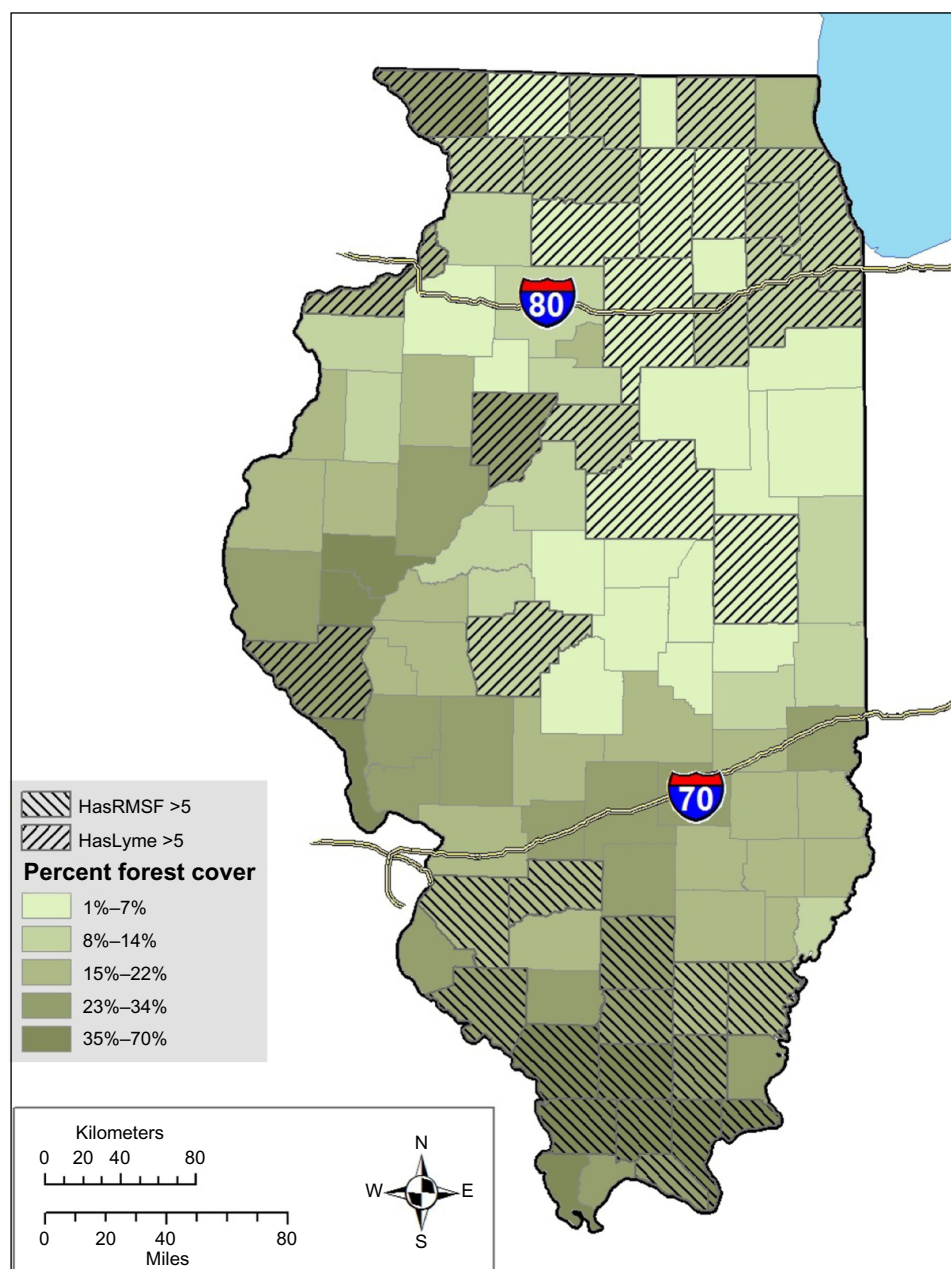 80
70
HasRMSF >5
HasLyme >5
Percent forest cover
1%–7%
8%–14%
15%–22%
23%–34%
35%–70%
Kilometers
0 20 40 80
0 20 40 80
Miles
N
W E
S